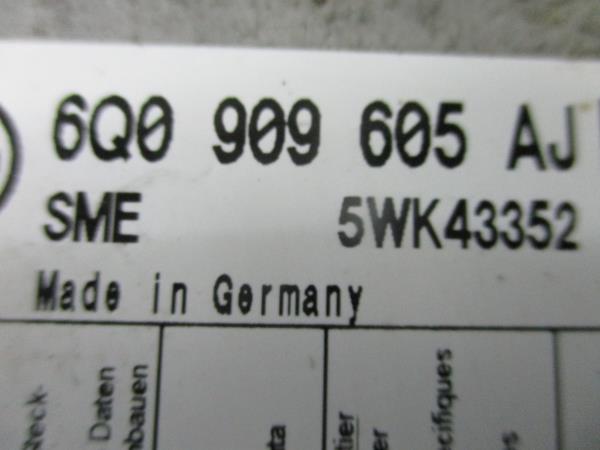 6Q0 909 605 AJ
SME 5WK43352
Made in Germany
Daten